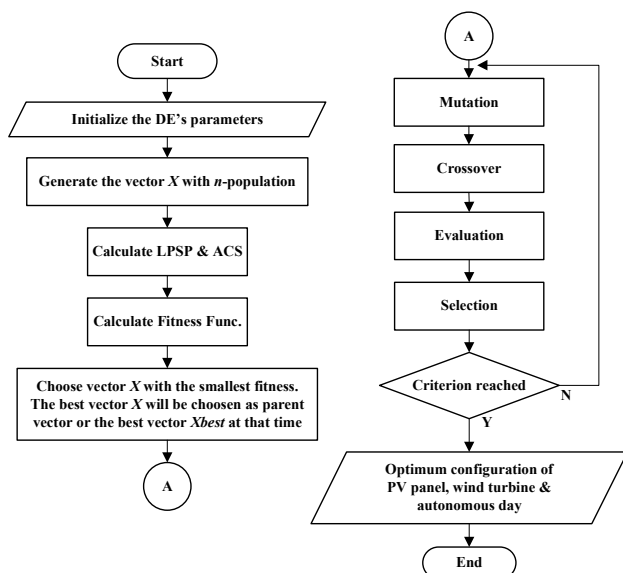 Start
Initialize the DE's parameters
Generate the vector X with n-population
Calculate LPSP & ACS
Calculate Fitness Func.
Choose vector X with the smallest fitness.
The best vector X will be choosen as parent
vector or the best vector Xbest at that time
A
A
Mutation
Crossover
Evaluation
Selection
Criterion reached
N
Y
Optimum configuration of
PV panel, wind turbine &
autonomous day
End